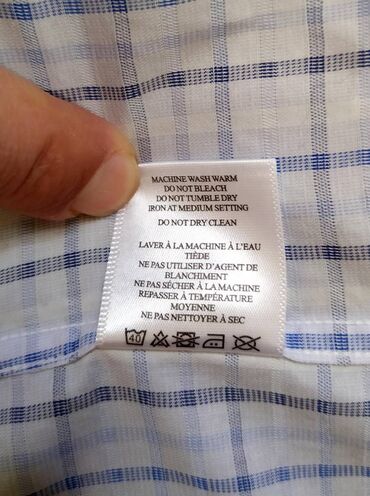 MACHINE WASH WARM
DO NOT BLEACH
DO NOT TUMBLE DRY
IRON AT MEDIUM SETTING
DO NOT DRY CLEAN
LAVER À LA MACHINE À L'EAU
TIÈDE
NE PAS UTILISER D'AGENT DE
BLANCHIMENT
NE PAS SÉCHER À LA MACHINE
REPASSER À TEMPÉRATURE
MOYENNE
NE PAS NETTOYER À SEC
40